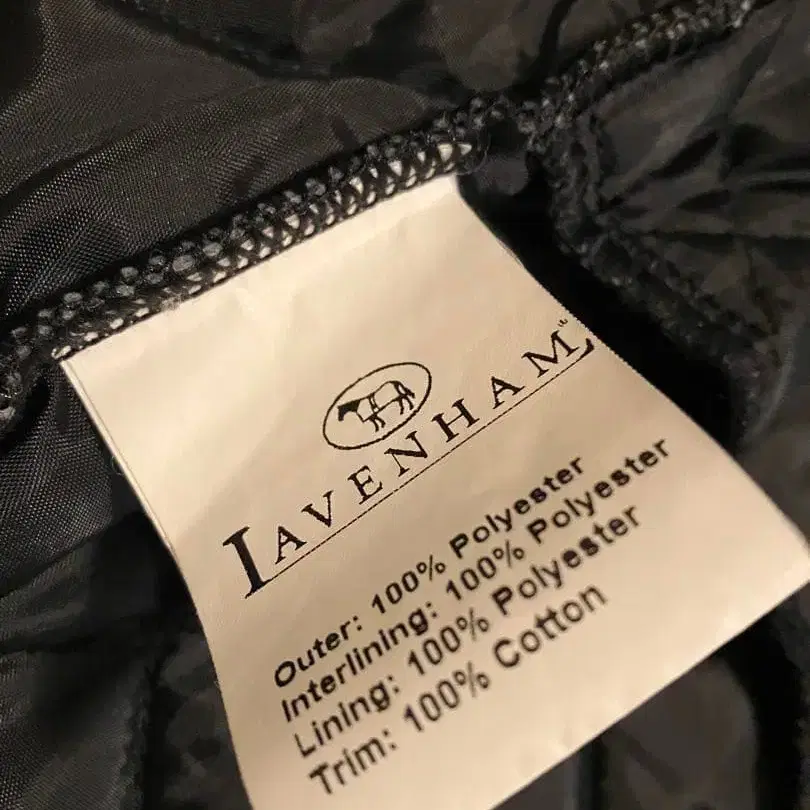 LAVENHAM™
Outer: 100% Polyester
Interlining: 100% Polyester
Lining: 100% Polyester
Trim: 100% Cotton